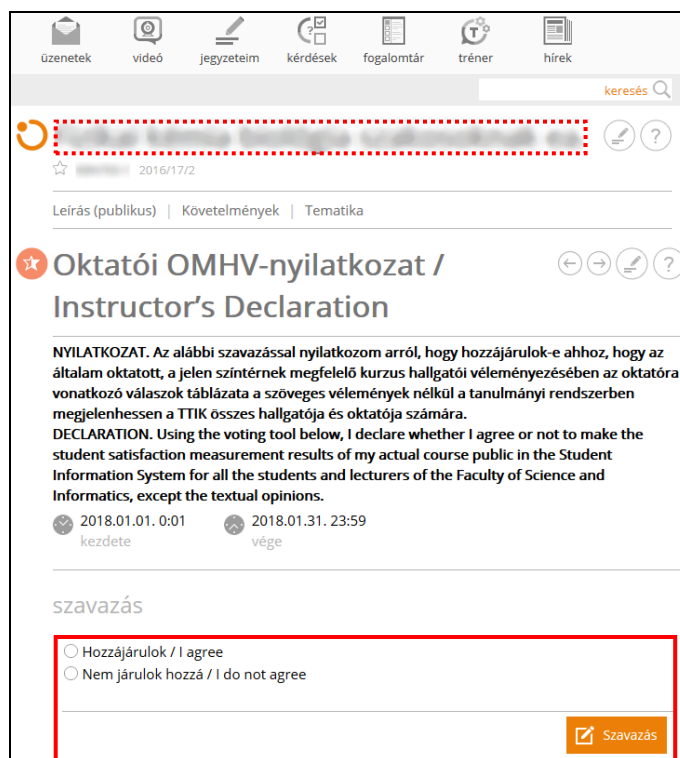 üzenetek videó jegyzeteim kérdések fogalomtár tréner hírek
keresés
2016/17/2
Leírás (publikus) | Követelmények | Tematika
Oktatói OMHV-nyilatkozat /
Instructor's Declaration
NYILATKOZAT. Az alábbi szavazással nyilatkozom arról, hogy hozzájárulok-e ahhoz, hogy az
általam oktatott, a jelen színtérnek megfelelő kurzus hallgatói véleményezésében az oktatóra
vonatkozó válaszok táblázata a szöveges vélemények nélkül a tanulmányi rendszerben
megjelenhessen a TTIK összes hallgatója és oktatója számára.
DECLARATION. Using the voting tool below, I declare whether I agree or not to make the
student satisfaction measurement results of my actual course public in the Student
Information System for all the students and lecturers of the Faculty of Science and
Informatics, except the textual opinions.
2018.01.01. 0:01 2018.01.31. 23:59
kezdete vége
szavazás
Hozzájárulok / I agree
Nem járulok hozzá / I do not agree
Szavazás